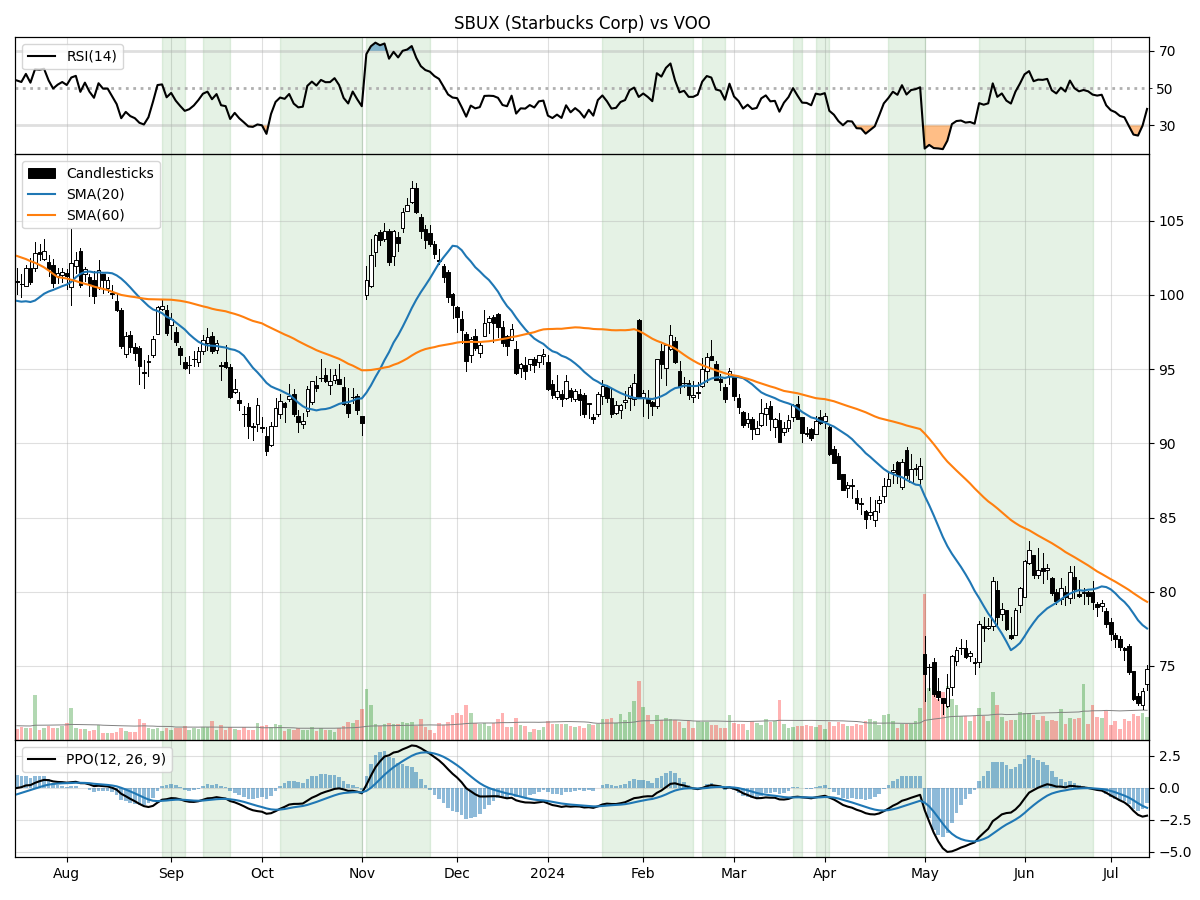 SBUX (Starbucks Corp) vs VOO
RSI(14)
70
50
30
Candlesticks
SMA(20)
SMA(60)
105
100
95
90
85
80
75
PPO(12, 26, 9)
2.5
0.0
−2.5
−5.0
Aug Sep Oct Nov Dec 2024 Feb Mar Apr May Jun Jul